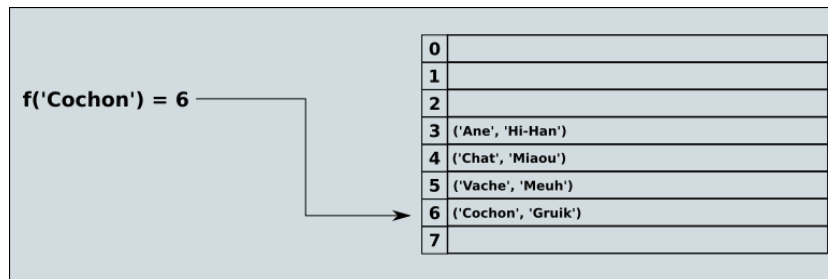 f('Cochon') = 6
0
1
2
3 ('Ane', 'Hi-Han')
4 ('Chat', 'Miaou')
5 ('Vache', 'Meuh')
6 ('Cochon', 'Gruik')
7